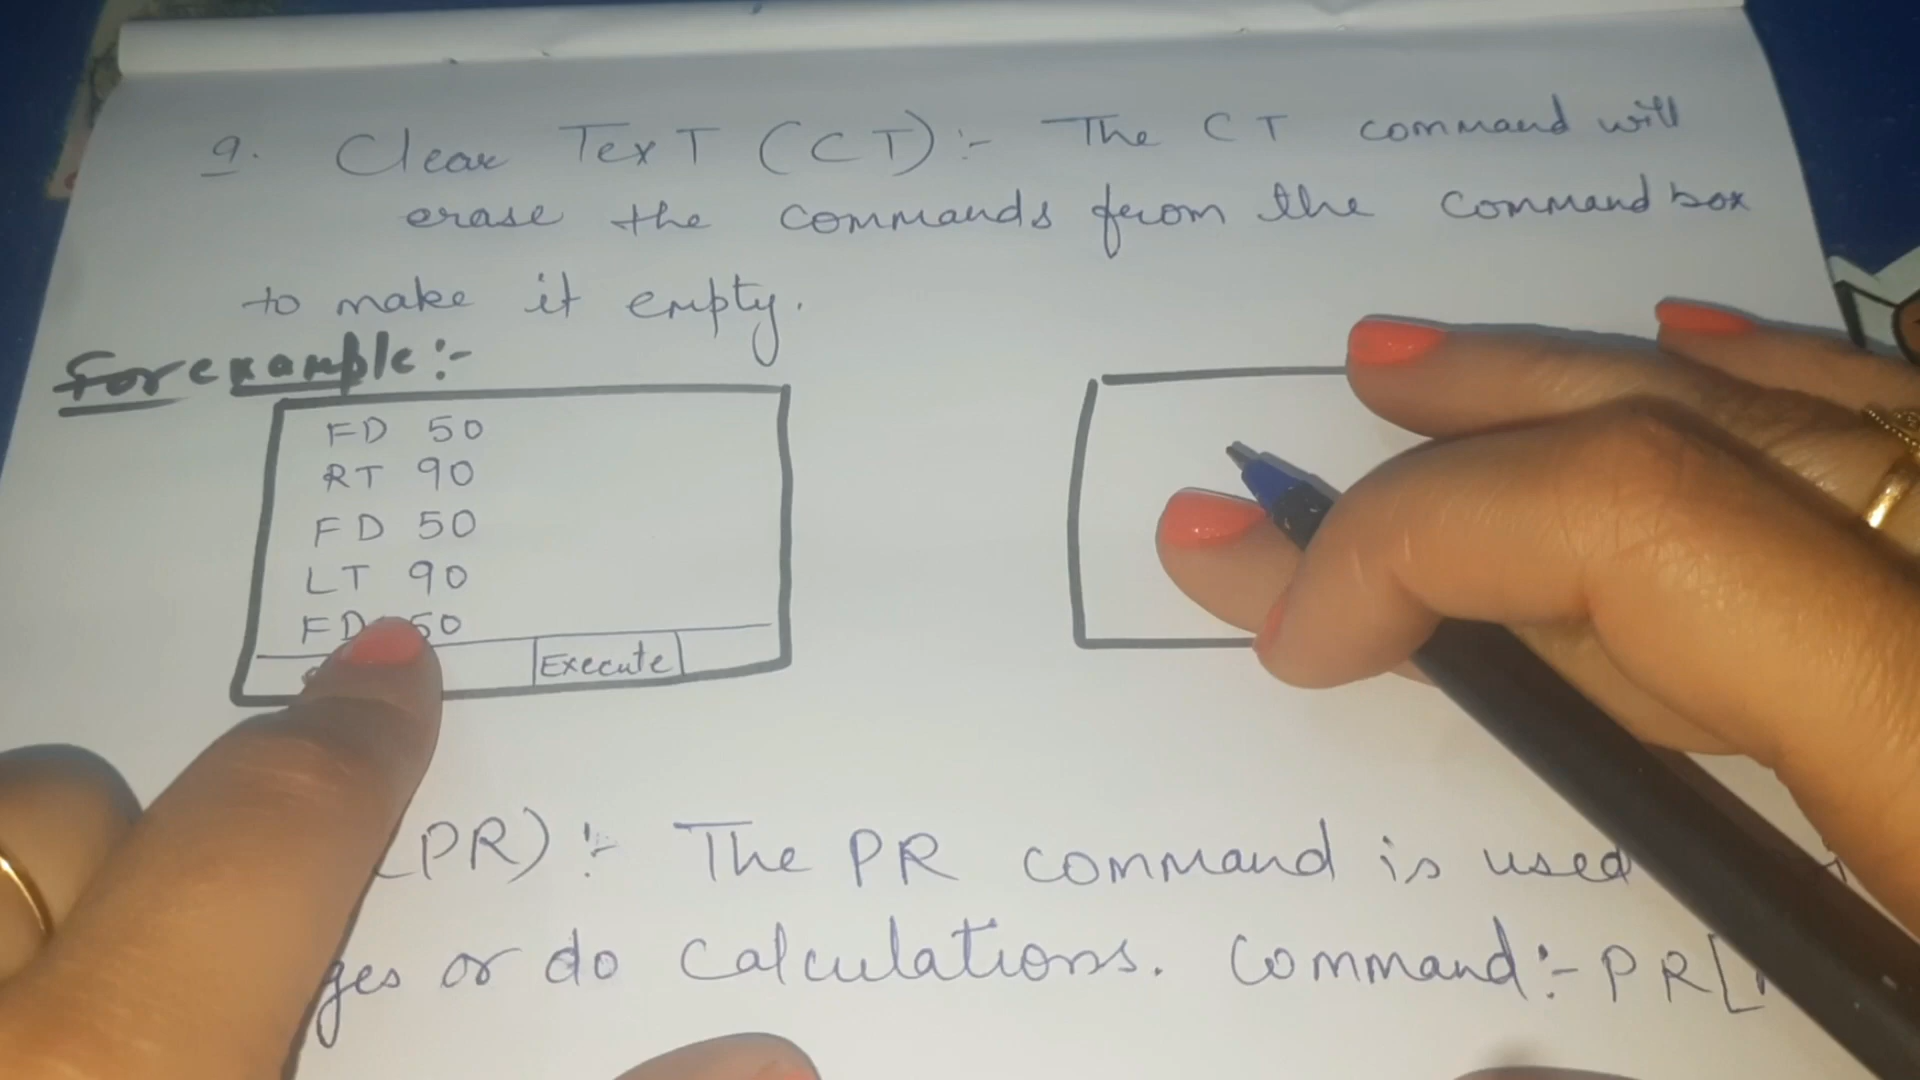 9. Clear Text (CT):- The CT command will
erase the commands from the command box
to make it empty.
For example:-
FD 50
RT 90
FD 50
LT 90
FD 50
Execute
(PR):- The PR command is used
or do calculations. Command:- PR[